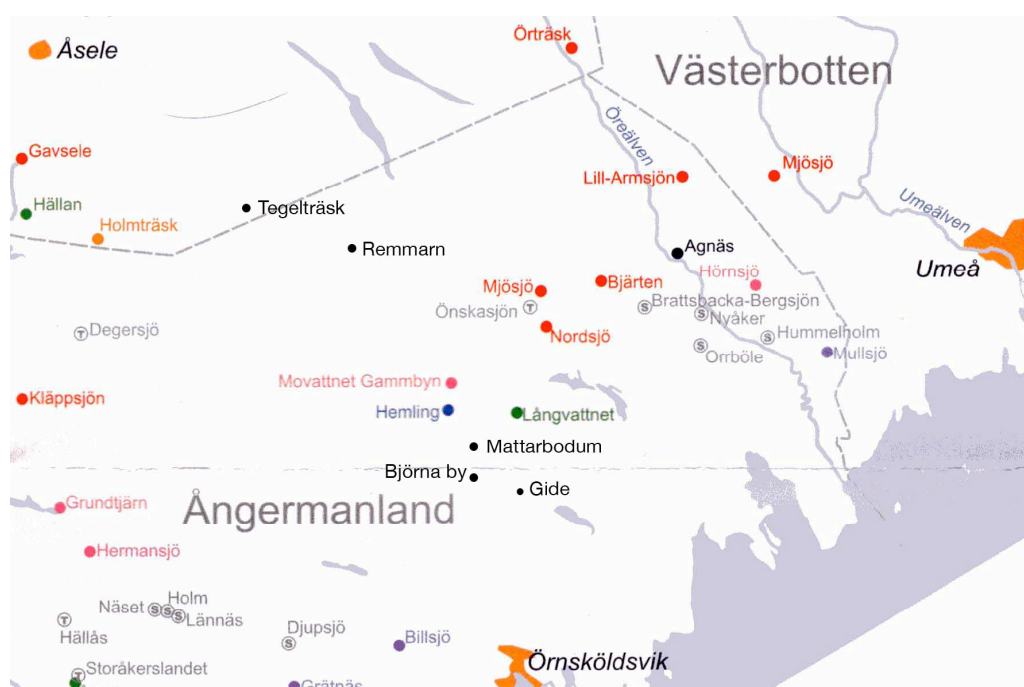 Örträsk
Åsele
Västerbotten
Öreälven
Gavsele
Mjösjö
Lill-Armsjön
Hällan
Tegelträsk
Umeälven
Holmträsk
Remmarn
Agnäs
Umeå
Hörnsjö
Mjösjö
Bjärten
Brattsbacka-Bergsjön
Önskasjön
T
S
S
Nyåker
Degersjö
T
Nordsjö
Hummelholm
S
Orrböle
S
Mullsjö
Movattnet Gammbyn
Kläppsjön
Hemling
Långvattnet
Mattarbodum
Björna by
Gide
Grundtjärn
Ångermanland
Hermansjö
Holm
Näset
S
S
S
Lännäs
T
Hällås
Djupsjö
S
Billsjö
Storåkerslandet
T
Örnsköldsvik
Grätnäs